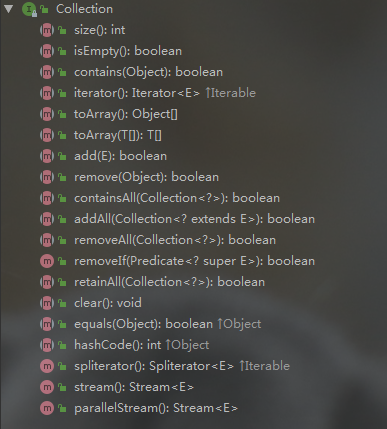 Collection
size(): int
isEmpty(): boolean
contains(Object): boolean
iterator(): Iterator<E> ↑Iterable
toArray(): Object[]
toArray(T[]): T[]
add(E): boolean
remove(Object): boolean
containsAll(Collection<?>): boolean
addAll(Collection<? extends E>): boolean
removeAll(Collection<?>): boolean
removeIf(Predicate<? super E>): boolean
retainAll(Collection<?>): boolean
clear(): void
equals(Object): boolean ↑Object
hashCode(): int ↑Object
spliterator(): Spliterator<E> ↑Iterable
stream(): Stream<E>
parallelStream(): Stream<E>